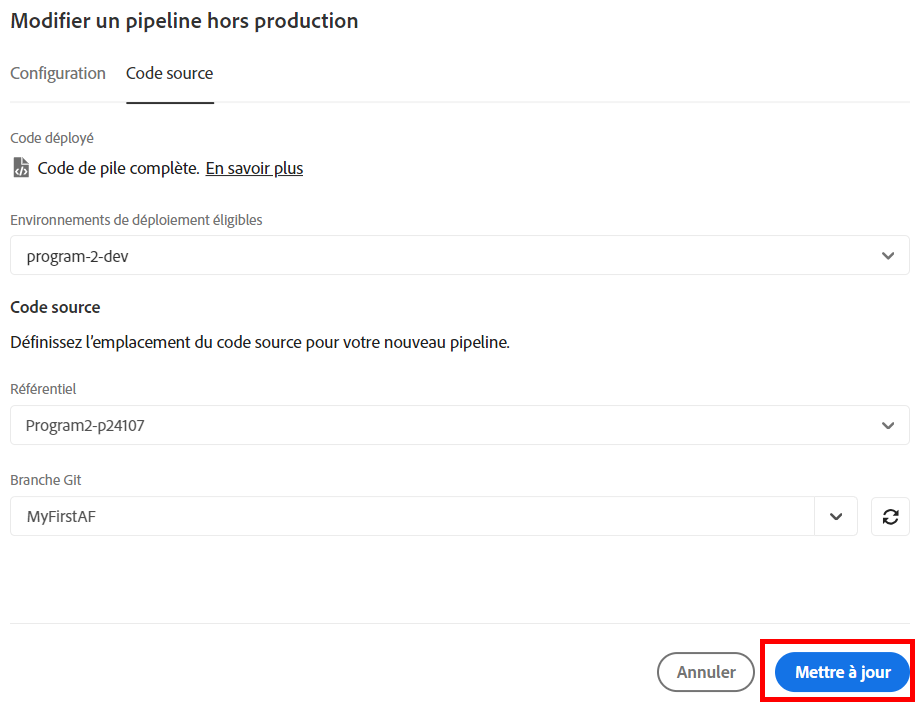 Modifier un pipeline hors production
Configuration Code source
Code déployé
Code de pile complète. En savoir plus
Environnements de déploiement éligibles
program-2-dev
Code source
Définissez l'emplacement du code source pour votre nouveau pipeline.
Référentiel
Program2-p24107
Branche Git
MyFirstAF
Annuler Mettre à jour